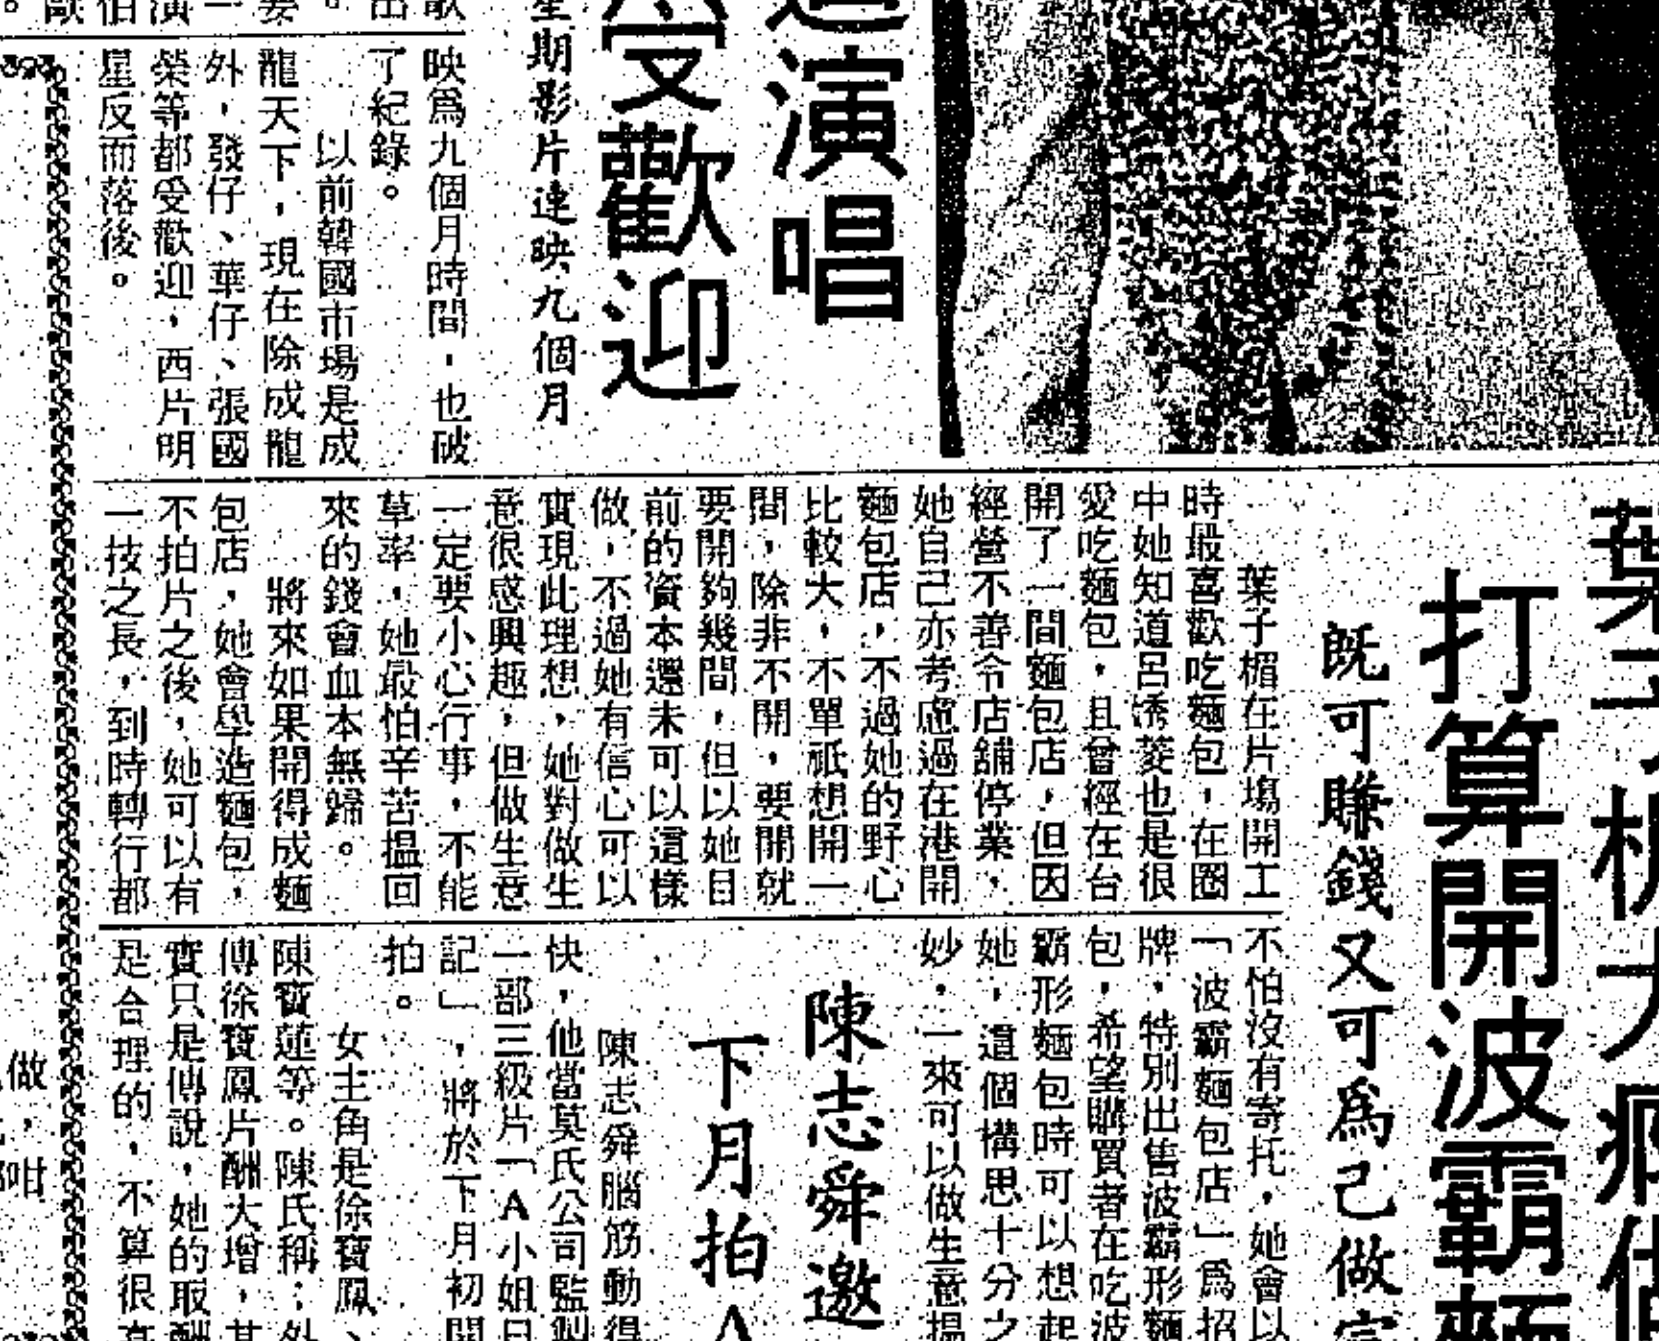 演唱
受歡迎
星期影片連映九個月
映爲九個月時間，也破
了紀錄。
以前韓國市場是成
龍天下，現在除成龍
外，發仔、華仔、張國
榮等都受歡迎，西片明
星反而落後。
打算開波霸
旣可賺錢又可爲己做
葉子楣在片塲開工
時最喜歡吃麵包，在圈
中她知道呂誘菱也是很
愛吃麵包，且曾經在台
開了一間麵包店，但因
經營不善令店舖停業，
她自己亦考慮過在港開
麵包店，不過她的野心
比較大，不單祇想開一
間，除非不開，要開就
要開夠幾間，但以她目
前的資本還未可以這樣
做，不過她有信心可以
實現此理想，她對做生
意很感興趣，但做生意
一定要小心行事，不能
草率，她最怕辛苦搵回
來的錢會血本無歸。
將來如果開得成麵
包店，她會學造麵包，
不拍片之後，她可以有
一技之長，到時轉行都
不怕沒有寄托，她會以
「波霸麵包店」爲招
牌，特別出售波霸形麵
包，希望購買者在吃波
霸形麵包時可以想起
她，這個構思十分之
妙，一來可以做生意搵
陳志舜邀
下月拍A
陳志舜腦筋動得
快，他當莫氏公司監製
一部三級片「A小姐日
記」，將於下月初開
拍。
女主角是徐寶鳳、
陳寶蓮等。陳氏稱：外
傳徐寶鳳片酬大增，其
實只是傳說，她的取酬
是合理的，不算很高
做，
咁